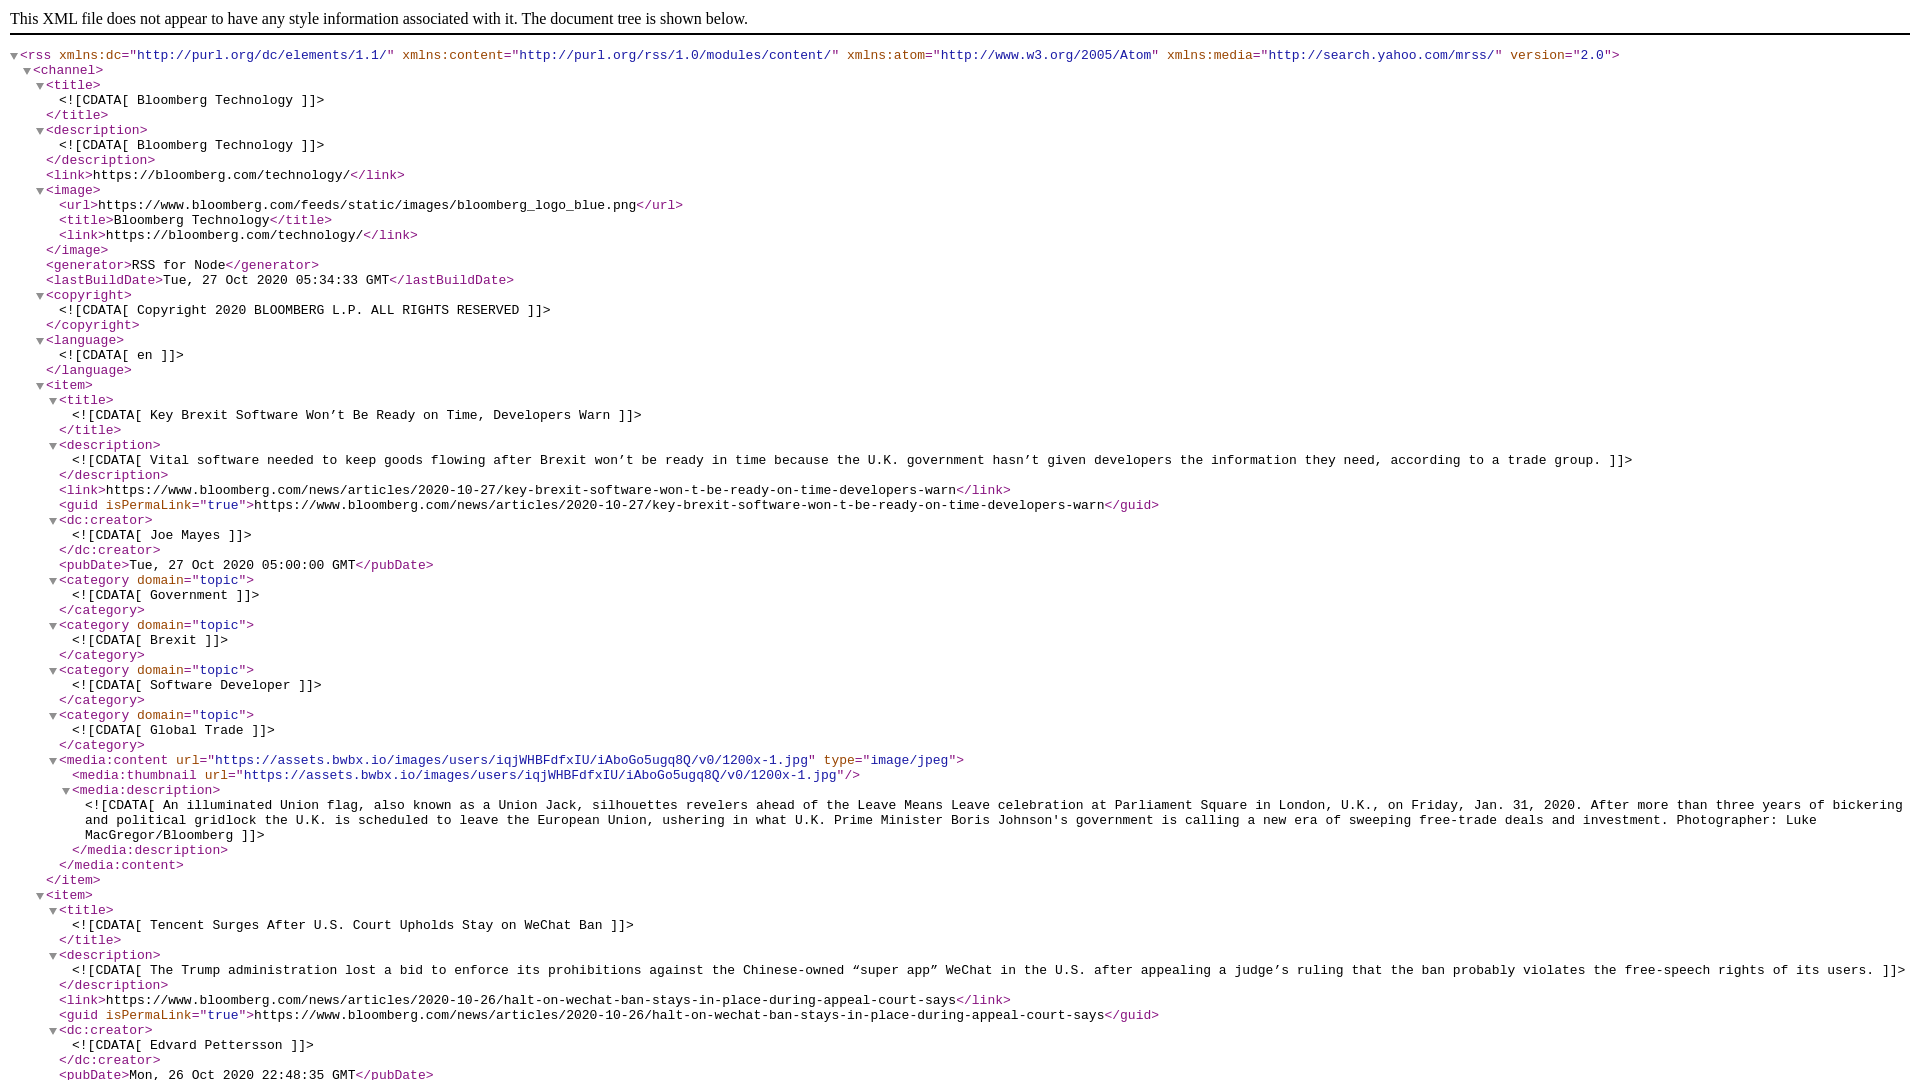 This XML file does not appear to have any style information associated with it. The document tree is shown below.
<rss xmlns:dc="http://purl.org/dc/elements/1.1/" xmlns:content="http://purl.org/rss/1.0/modules/content/" xmlns:atom="http://www.w3.org/2005/Atom" xmlns:media="http://search.yahoo.com/mrss/" version="2.0">
<channel>
<title>
<![CDATA[ Bloomberg Technology ]]>
</title>
<description>
<![CDATA[ Bloomberg Technology ]]>
</description>
<link>https://bloomberg.com/technology/</link>
<image>
<url>https://www.bloomberg.com/feeds/static/images/bloomberg_logo_blue.png</url>
<title>Bloomberg Technology</title>
<link>https://bloomberg.com/technology/</link>
</image>
<generator>RSS for Node</generator>
<lastBuildDate>Tue, 27 Oct 2020 05:34:33 GMT</lastBuildDate>
<copyright>
<![CDATA[ Copyright 2020 BLOOMBERG L.P. ALL RIGHTS RESERVED ]]>
</copyright>
<language>
<![CDATA[ en ]]>
</language>
<item>
<title>
<![CDATA[ Key Brexit Software Won’t Be Ready on Time, Developers Warn ]]>
</title>
<description>
<![CDATA[ Vital software needed to keep goods flowing after Brexit won’t be ready in time because the U.K. government hasn’t given developers the information they need, according to a trade group. ]]>
</description>
<link>https://www.bloomberg.com/news/articles/2020-10-27/key-brexit-software-won-t-be-ready-on-time-developers-warn</link>
<guid isPermaLink="true">https://www.bloomberg.com/news/articles/2020-10-27/key-brexit-software-won-t-be-ready-on-time-developers-warn</guid>
<dc:creator>
<![CDATA[ Joe Mayes ]]>
</dc:creator>
<pubDate>Tue, 27 Oct 2020 05:00:00 GMT</pubDate>
<category domain="topic">
<![CDATA[ Government ]]>
</category>
<category domain="topic">
<![CDATA[ Brexit ]]>
</category>
<category domain="topic">
<![CDATA[ Software Developer ]]>
</category>
<category domain="topic">
<![CDATA[ Global Trade ]]>
</category>
<media:content url="https://assets.bwbx.io/images/users/iqjWHBFdfxIU/iAboGo5ugq8Q/v0/1200x-1.jpg" type="image/jpeg">
<media:thumbnail url="https://assets.bwbx.io/images/users/iqjWHBFdfxIU/iAboGo5ugq8Q/v0/1200x-1.jpg"/>
<media:description>
<![CDATA[ An illuminated Union flag, also known as a Union Jack, silhouettes revelers ahead of the Leave Means Leave celebration at Parliament Square in London, U.K., on Friday, Jan. 31, 2020. After more than three years of bickering
and political gridlock the U.K. is scheduled to leave the European Union, ushering in what U.K. Prime Minister Boris Johnson's government is calling a new era of sweeping free-trade deals and investment. Photographer: Luke
MacGregor/Bloomberg ]]>
</media:description>
</media:content>
</item>
<item>
<title>
<![CDATA[ Tencent Surges After U.S. Court Upholds Stay on WeChat Ban ]]>
</title>
<description>
<![CDATA[ The Trump administration lost a bid to enforce its prohibitions against the Chinese-owned “super app” WeChat in the U.S. after appealing a judge’s ruling that the ban probably violates the free-speech rights of its users. ]]>
</description>
<link>https://www.bloomberg.com/news/articles/2020-10-26/halt-on-wechat-ban-stays-in-place-during-appeal-court-says</link>
<guid isPermaLink="true">https://www.bloomberg.com/news/articles/2020-10-26/halt-on-wechat-ban-stays-in-place-during-appeal-court-says</guid>
<dc:creator>
<![CDATA[ Edvard Pettersson ]]>
</dc:creator>
<pubDate>Mon, 26 Oct 2020 22:48:35 GMT</pubDate>